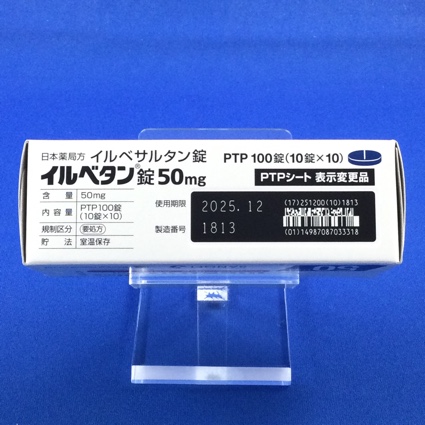 日本薬局方 イルベサルタン錠 PTP 100錠(10錠×10)
イルベタン®錠50mg PTPシート 表示変更品
含量 50mg
内容量 PTP100錠
(10錠×10)
規制区分 要処方
貯法 室温保存
使用期限 2025.12
製造番号 1813
(17)251200(10)1813
(01)14987087033318